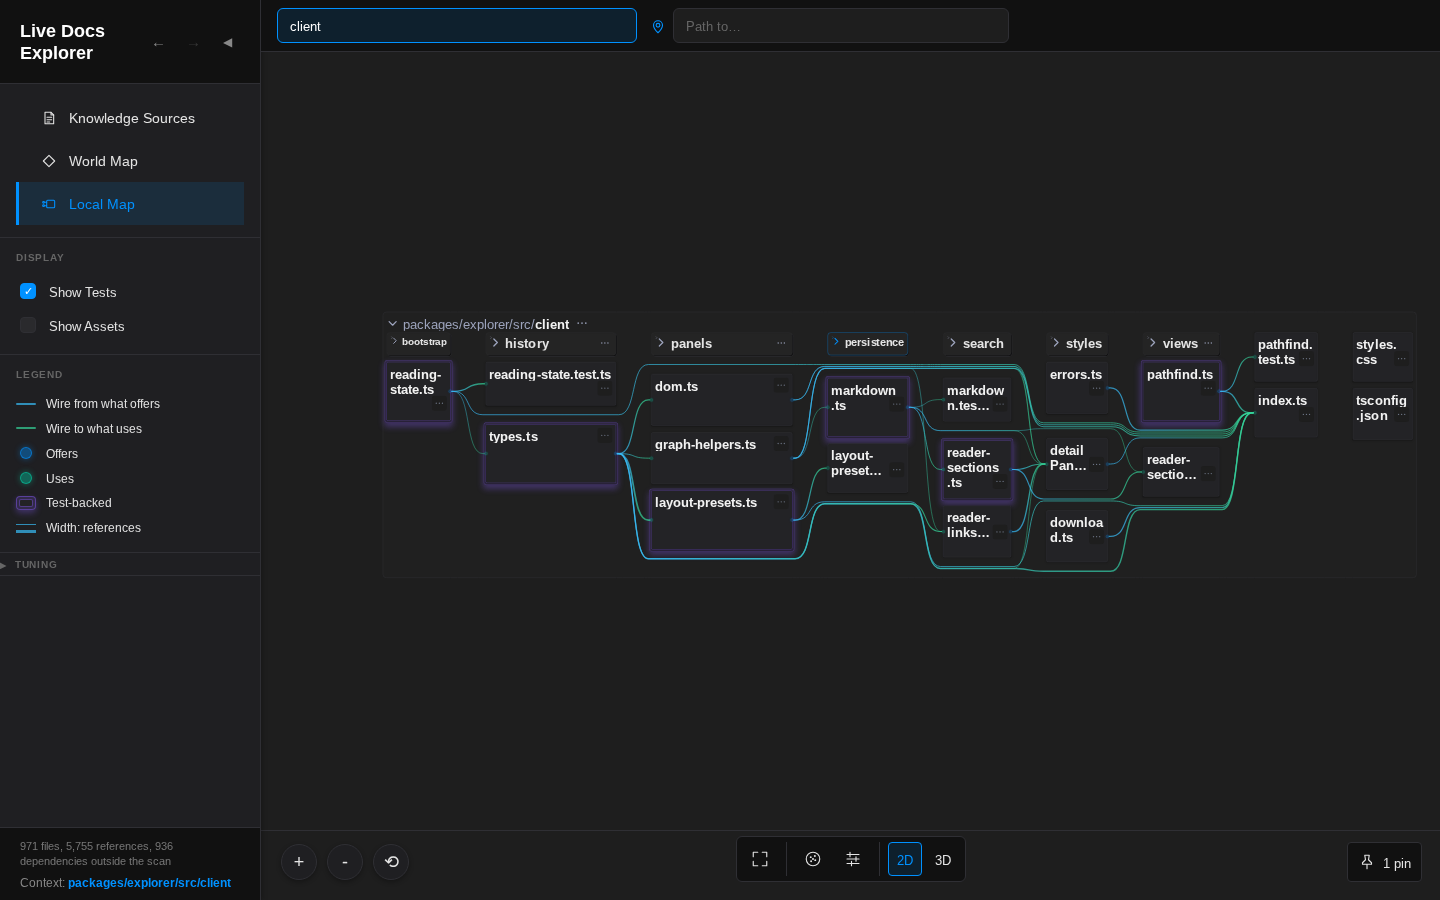 Live Docs
Explorer
← → ◀
Knowledge Sources
World Map
Local Map
DISPLAY
✓ Show Tests
Show Assets
LEGEND
Wire from what offers
Wire to what uses
Offers
Uses
Test-backed
Width: references
▶ TUNING
971 files, 5,755 references, 936
dependencies outside the scan
Context: packages/explorer/src/client
client
Path to...
packages/explorer/src/client ...
bootstrap
history ...
panels ...
persistence
search
styles
views ...
pathfind.
test.ts ...
styles.
css ...
reading-
state.ts
...
reading-state.test.ts
...
types.ts ...
dom.ts ...
graph-helpers.ts ...
layout-presets.ts ...
markdown
.ts ...
layout-
preset... ...
markdow
n.tes... ...
reader-
sections
.ts ...
reader-
links... ...
errors.ts
...
detail
Pan... ...
downloa
d.ts ...
pathfind.ts
...
reader-
sectio... ...
index.ts
...
tsconfig
.json ...
+ - ⟲
2D 3D
1 pin